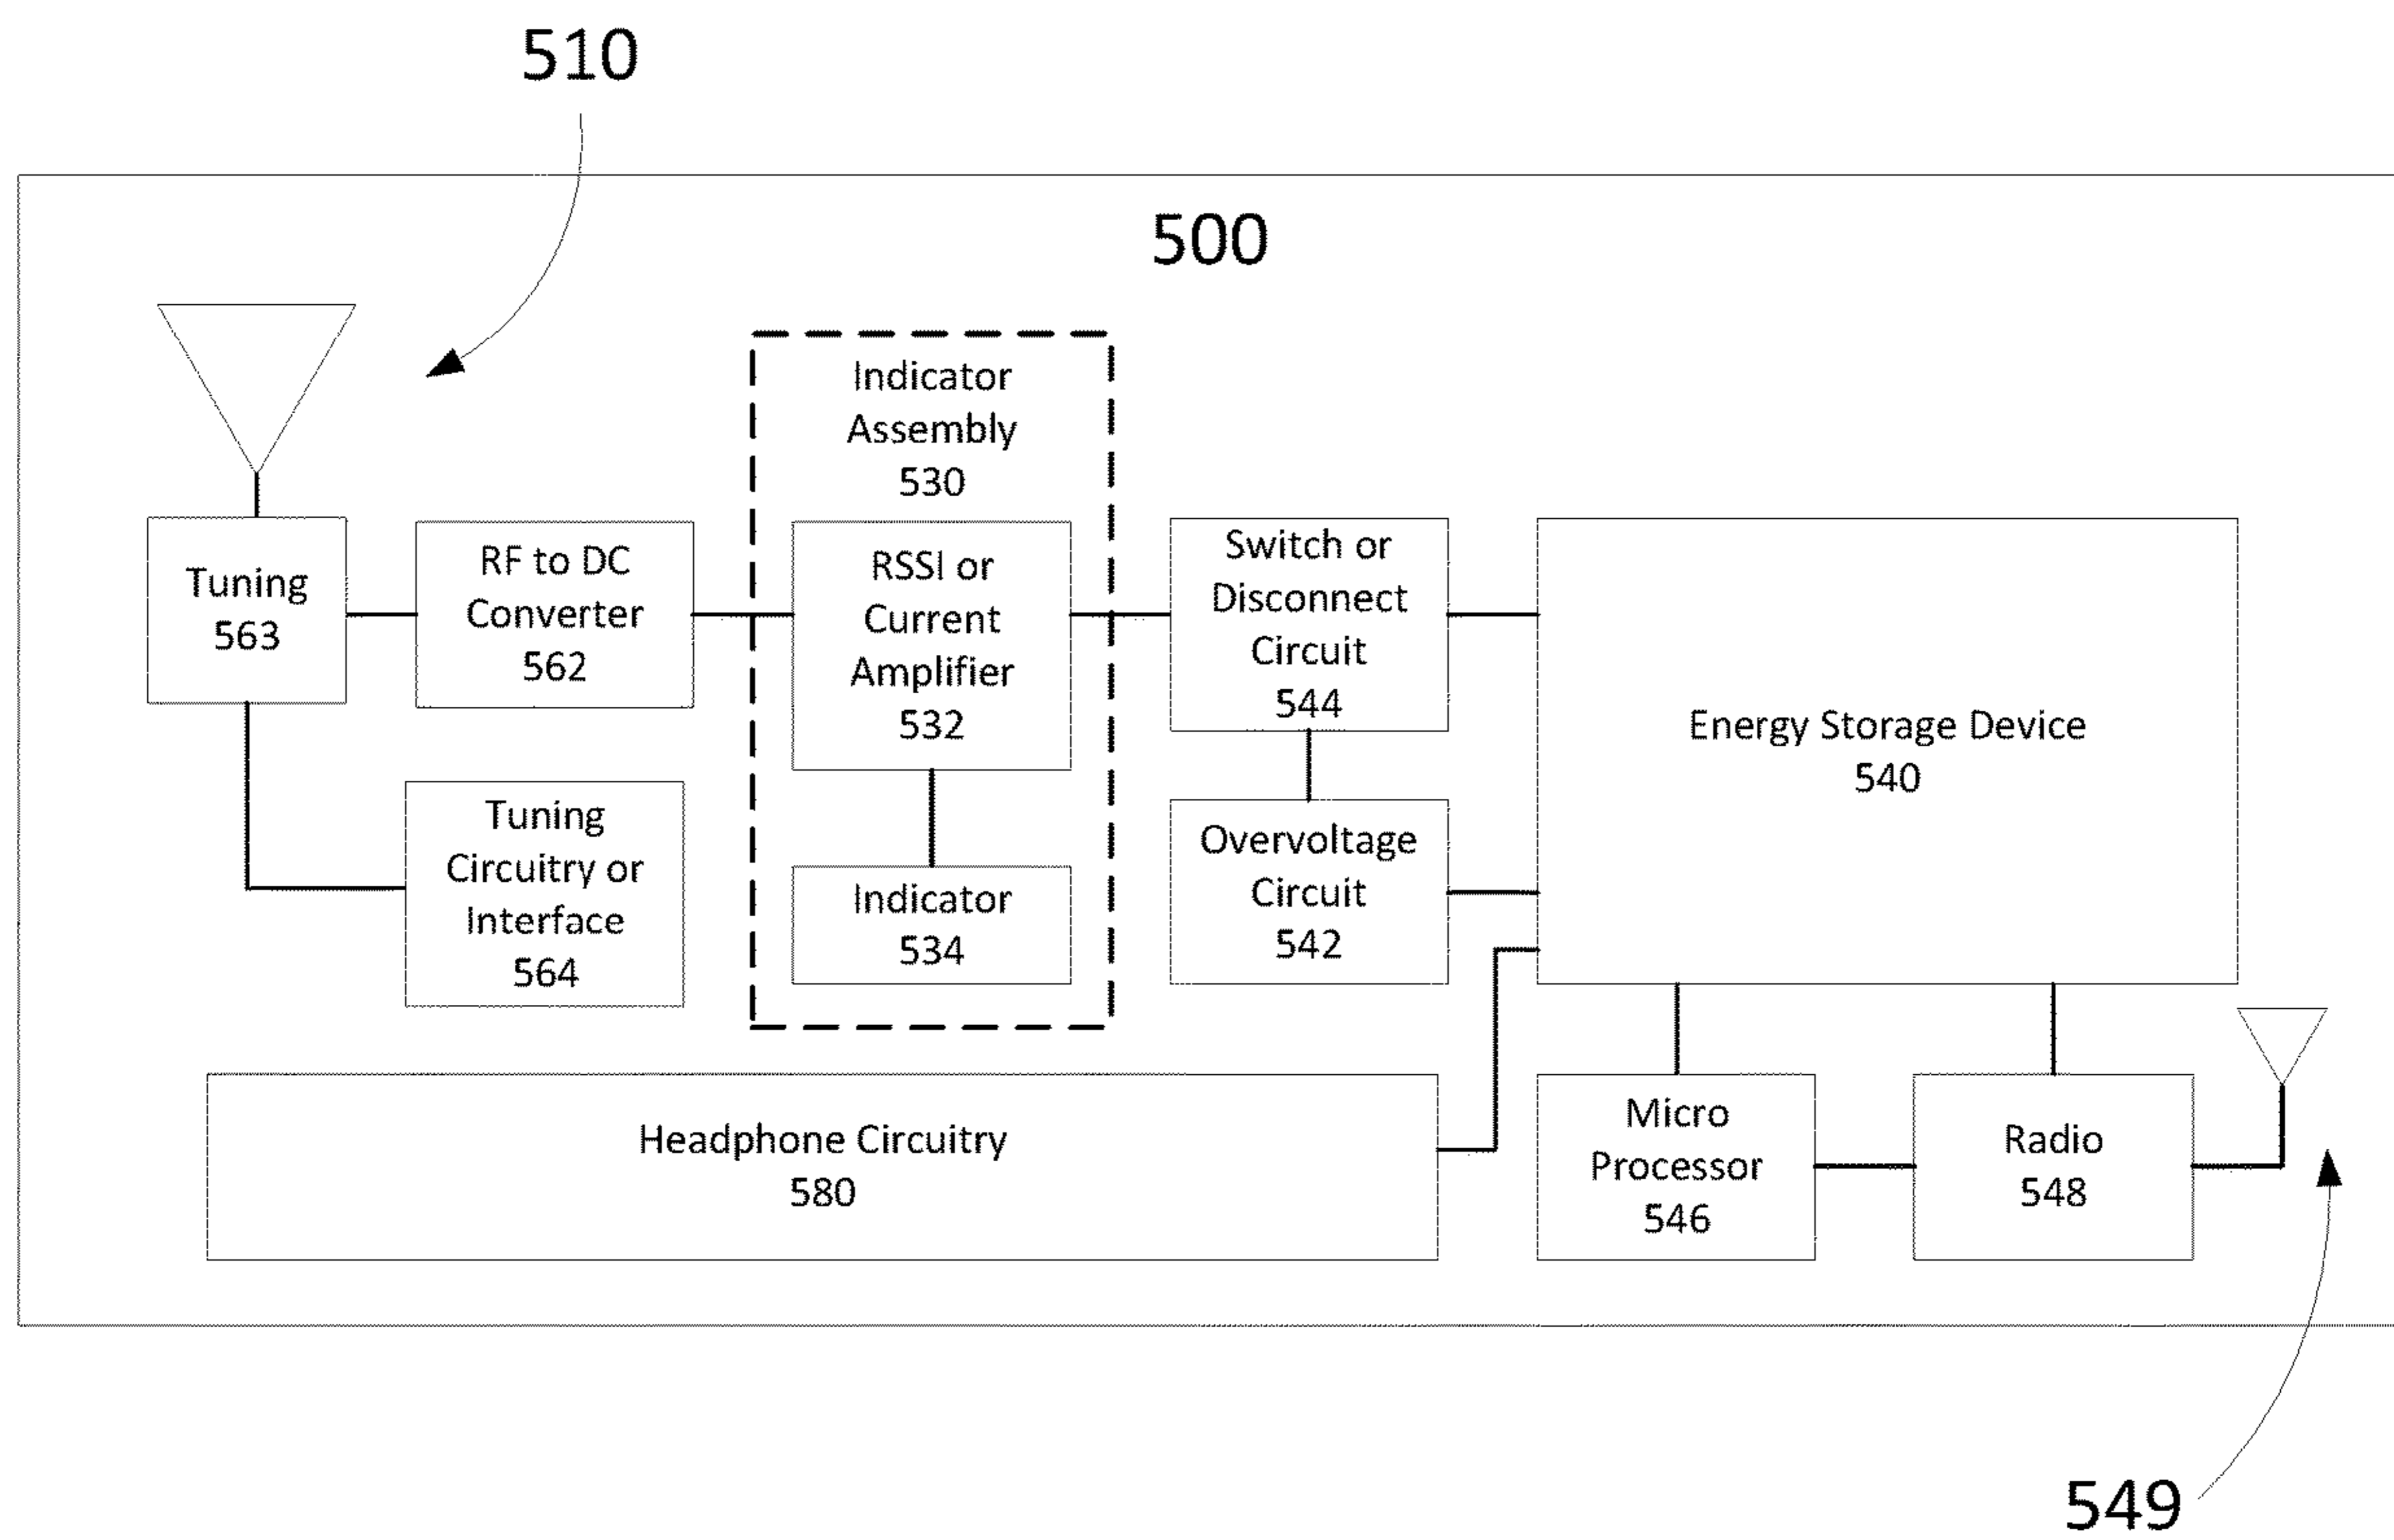 510
500
Indicator
Assembly
530
Tuning
563
RF to DC
Converter
562
RSSI or
Current
Amplifier
532
Switch or
Disconnect
Circuit
544
Energy Storage Device
540
Tuning
Circuitry or
Interface
564
Indicator
534
Overvoltage
Circuit
542
Headphone Circuitry
580
Micro
Processor
546
Radio
548
549